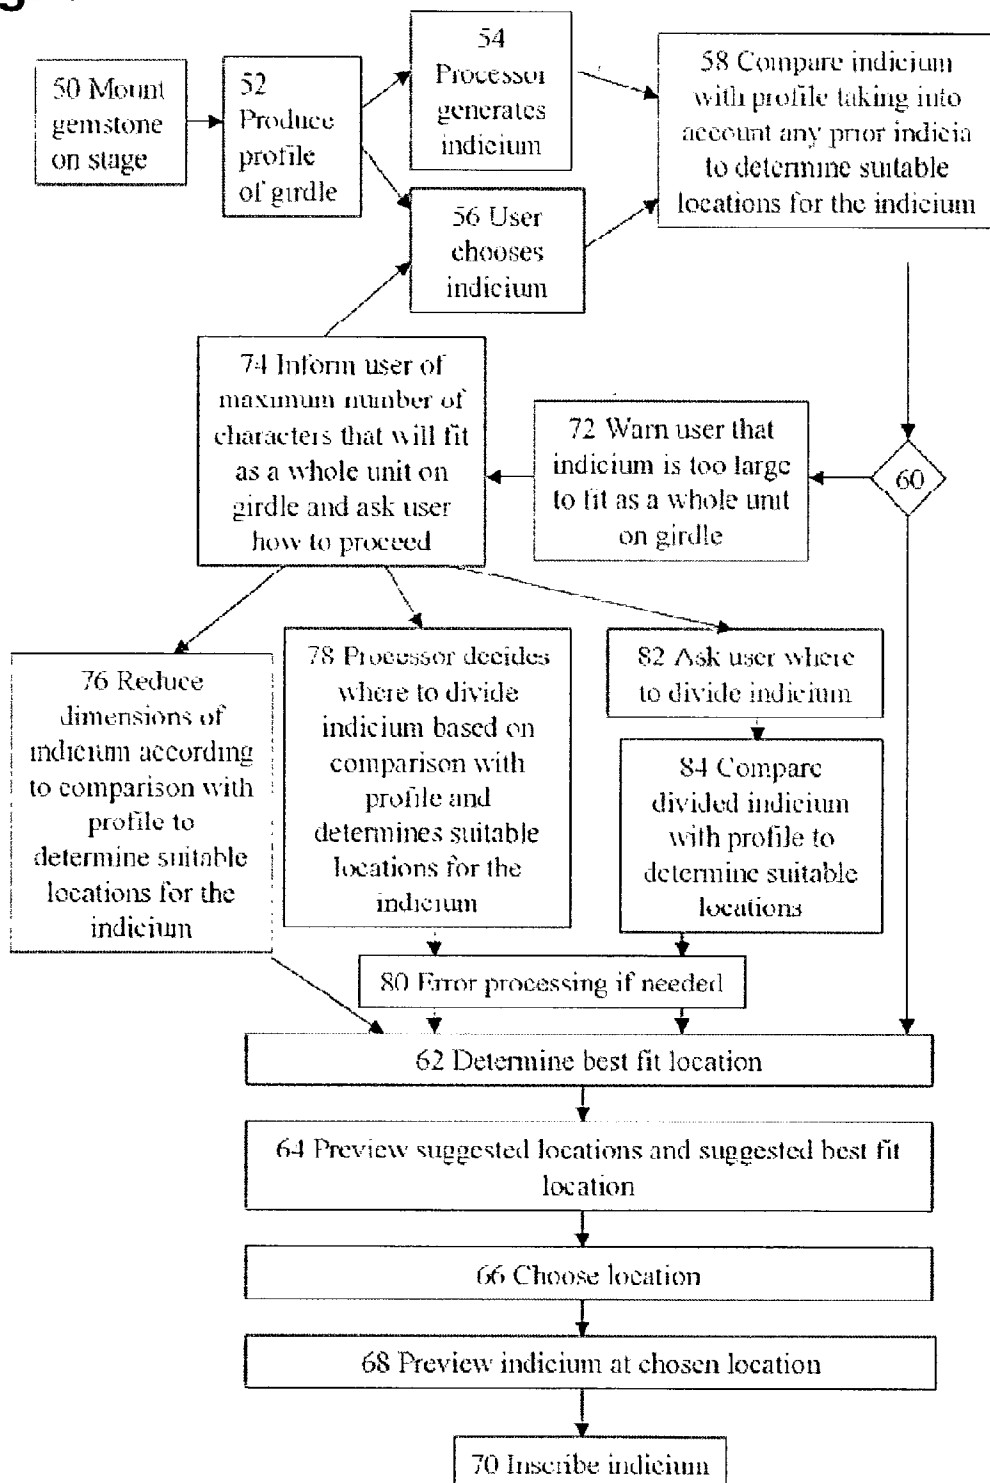 50 Mount
gemstone
on stage
52
Produce
profile
of girdle
54
Processor
generates
indicium
56 User
chooses
indicium
58 Compare indicium
with profile taking into
account any prior indicia
to determine suitable
locations for the indicium
60
72 Warn user that
indicium is too large
to fit as a whole unit
on girdle
74 Inform user of
maximum number of
characters that will fit
as a whole unit on
girdle and ask user
how to proceed
76 Reduce
dimensions of
indicium according
to comparison with
profile to
determine suitable
locations for the
indicium
78 Processor decides
where to divide
indicium based on
comparison with
profile and
determines suitable
locations for the
indicium
82 Ask user where
to divide indicium
84 Compare
divided indicium
with profile to
determine suitable
locations
80 Error processing if needed
62 Determine best fit location
64 Preview suggested locations and suggested best fit
location
66 Choose location
68 Preview indicium at chosen location
70 Inscribe indicium